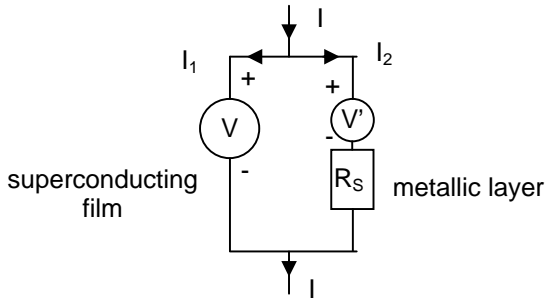 I
I1
I2
+
+
V
V'
-
-
RS
superconducting
film
metallic layer
I